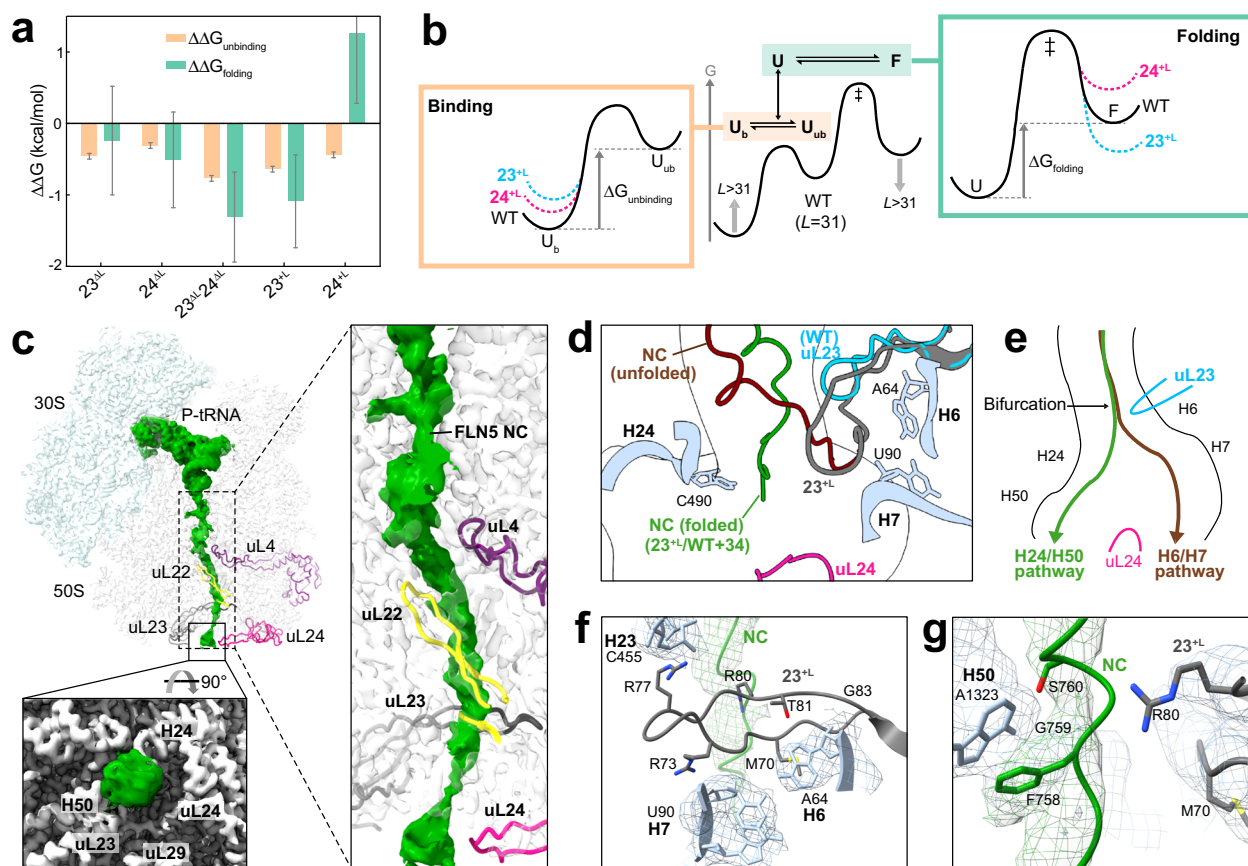 a
ΔΔG (kcal/mol)
1
0
-1
-2
ΔΔGunbinding
ΔΔGfolding
23ΔL
24ΔL
23ΔL24ΔL
23+L
24+L
b
Binding
23+L
24+L
WT
Ub
Uub
ΔGunbinding
G
U
F
Ub
Uub
‡
WT
(L=31)
L>31
L>31
Folding
‡
24+L
F
WT
23+L
U
ΔGfolding
c
30S
P-tRNA
50S
uL4
uL22
uL23
uL24
90°
H24
H50
uL24
uL23
uL29
FLN5 NC
uL4
uL22
uL23
uL24
d
NC
(unfolded)
(WT)
uL23
A64
H6
H24
U90
C490
23+L
H7
NC (folded)
(23+L/WT+34)
uL24
e
uL23
Bifurcation
H6
H24
H7
H50
H24/H50
pathway
uL24
H6/H7
pathway
f
H23
C455
NC
R77
R80
23+L
G83
T81
R73
M70
U90
H7
A64
H6
g
NC
23+L
H50
A1323
S760
G759
R80
F758
M70